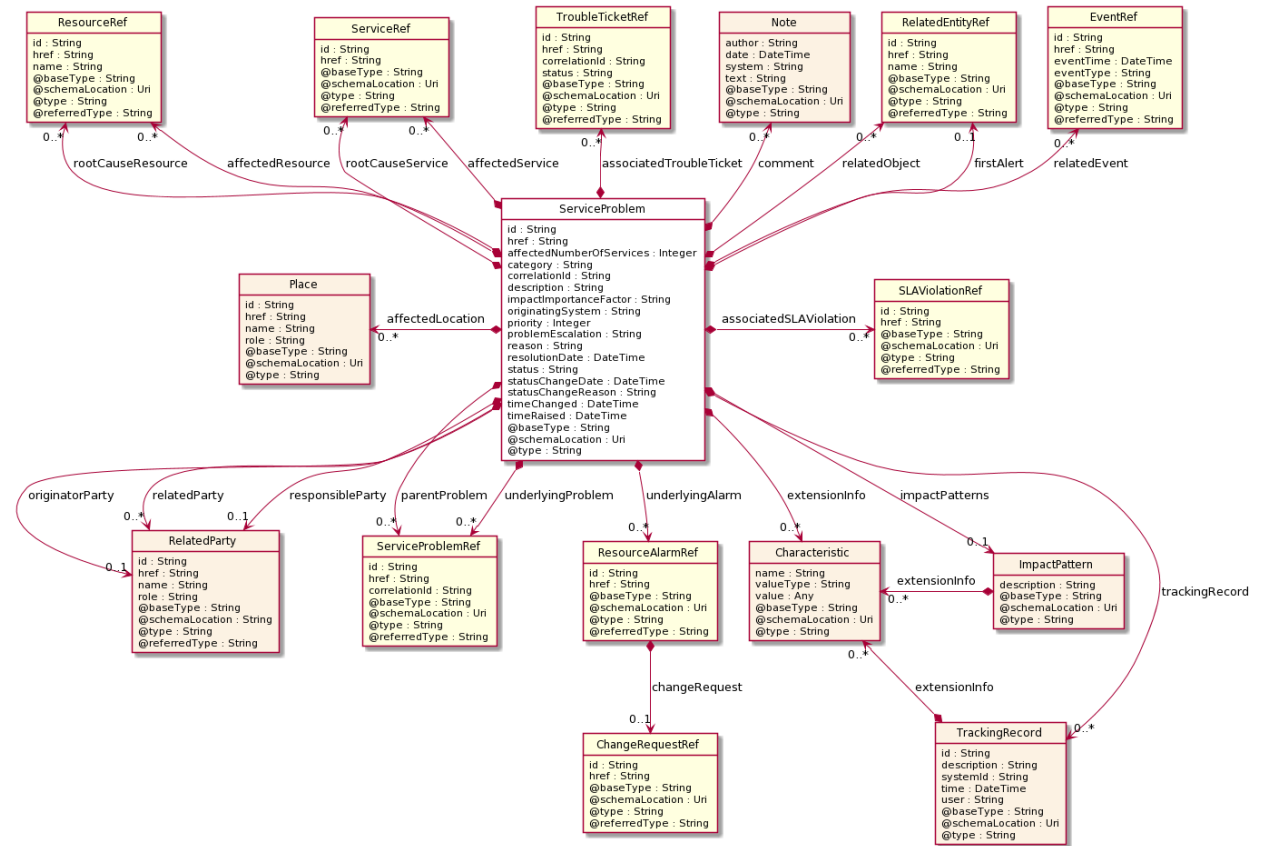 ResourceRef
id : String
href : String
name : String
@baseType : String
@schemaLocation : Uri
@type : String
@referredType : String
ServiceRef
id : String
href : String
@baseType : String
@schemaLocation : Uri
@type : String
@referredType : String
TroubleTicketRef
id : String
href : String
correlationId : String
status : String
@baseType : String
@schemaLocation : Uri
@type : String
@referredType : String
Note
author : String
date : DateTime
system : String
text : String
@baseType : String
@schemaLocation : Uri
@type : String
RelatedEntityRef
id : String
href : String
name : String
@baseType : String
@schemaLocation : Uri
@type : String
@referredType : String
EventRef
id : String
href : String
eventTime : DateTime
eventType : String
@baseType : String
@schemaLocation : Uri
@type : String
@referredType : String
0..*
0..*
0..*
0..*
0..*
0..*
0..*
0..1
0..*
rootCauseResource
affectedResource
rootCauseService
affectedService
associatedTroubleTicket
comment
relatedObject
firstAlert
relatedEvent
ServiceProblem
id : String
href : String
affectedNumberOfServices : Integer
category : String
correlationId : String
description : String
impactImportanceFactor : String
originatingSystem : String
priority : Integer
problemEscalation : String
reason : String
resolutionDate : DateTime
status : String
statusChangeDate : DateTime
statusChangeReason : String
timeChanged : DateTime
timeRaised : DateTime
@baseType : String
@schemaLocation : Uri
@type : String
Place
id : String
href : String
name : String
role : String
@baseType : String
@schemaLocation : Uri
@type : String
affectedLocation
0..*
associatedSLAViolation
0..*
SLAViolationRef
id : String
href : String
@baseType : String
@schemaLocation : Uri
@type : String
@referredType : String
originatorParty
relatedParty
responsibleParty
parentProblem
underlyingProblem
underlyingAlarm
extensionInfo
impactPatterns
trackingRecord
0..1
0..*
0..1
0..*
0..*
0..*
0..*
0..1
0..*
RelatedParty
id : String
href : String
name : String
role : String
@baseType : String
@schemaLocation : String
@type : String
@referredType : String
ServiceProblemRef
id : String
href : String
correlationId : String
@baseType : String
@schemaLocation : Uri
@type : String
@referredType : String
ResourceAlarmRef
id : String
href : String
@baseType : String
@schemaLocation : Uri
@type : String
@referredType : String
Characteristic
name : String
valueType : String
value : Any
@baseType : String
@schemaLocation : Uri
@type : String
extensionInfo
0..*
ImpactPattern
description : String
@baseType : String
@schemaLocation : Uri
@type : String
changeRequest
0..1
0..*
extensionInfo
ChangeRequestRef
id : String
href : String
@baseType : String
@schemaLocation : Uri
@type : String
@referredType : String
TrackingRecord
id : String
description : String
systemId : String
time : DateTime
user : String
@baseType : String
@schemaLocation : Uri
@type : String